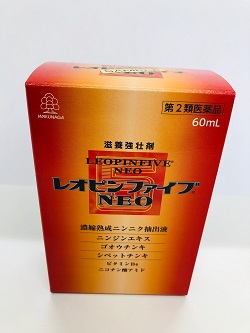 WAKUNAGA
第2類医薬品
60mL
滋養強壮剤
LEOPINFIVE®
NEO
レオピンファイブ®
NEO
濃縮熟成ニンニク抽出液
ニンジンエキス
ゴオウチンキ
シベットチンキ
ビタミンB₆
ニコチン酸アミド